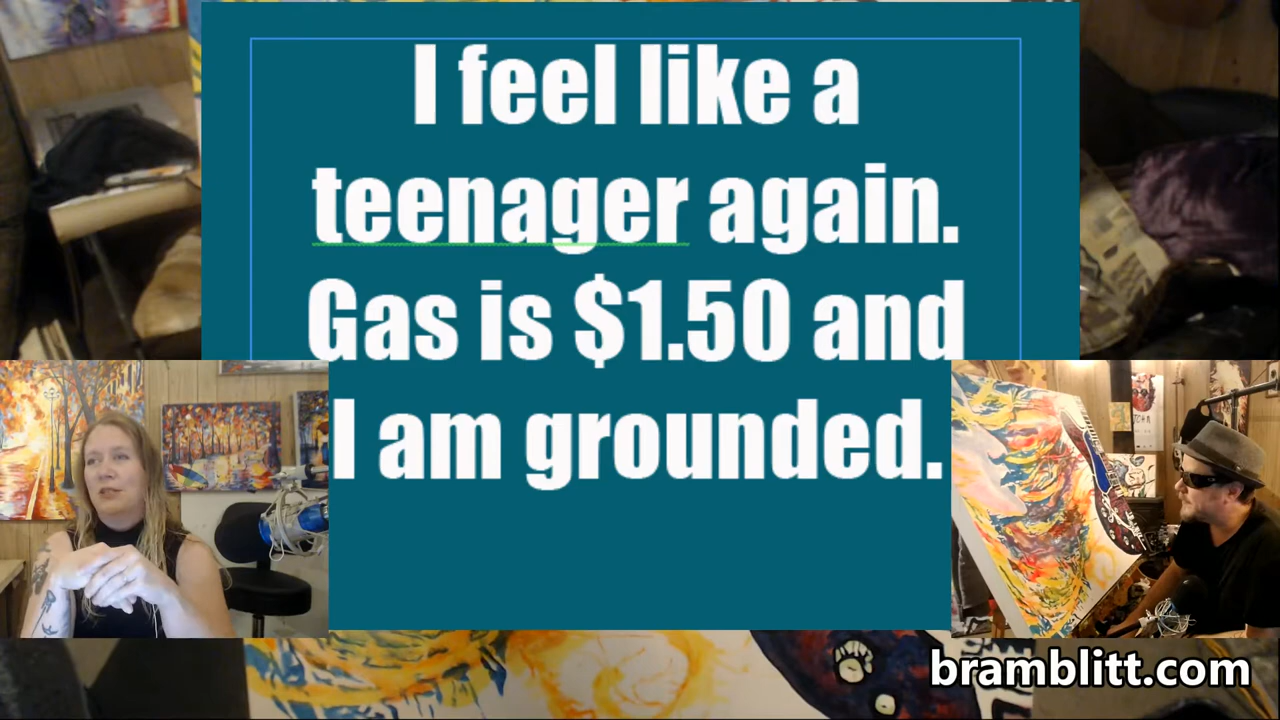 I feel like a
teenager again.
Gas is $1.50 and
I am grounded.
bramblitt.com